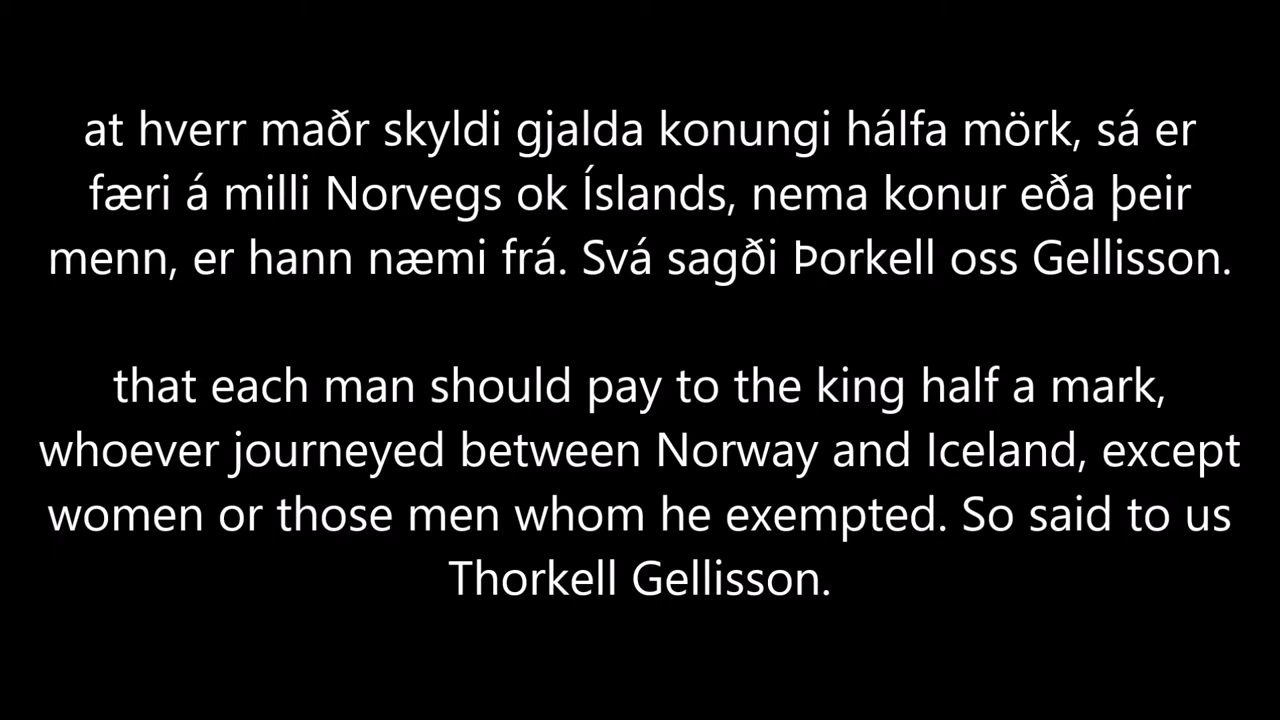 at hverr maðr skyldi gjalda konungi hálfa mörk, sá er
færi á milli Norvegs ok Íslands, nema konur eða þeir
menn, er hann næmi frá. Svá sagði Þorkell oss Gellisson.
that each man should pay to the king half a mark,
whoever journeyed between Norway and Iceland, except
women or those men whom he exempted. So said to us
Thorkell Gellisson.